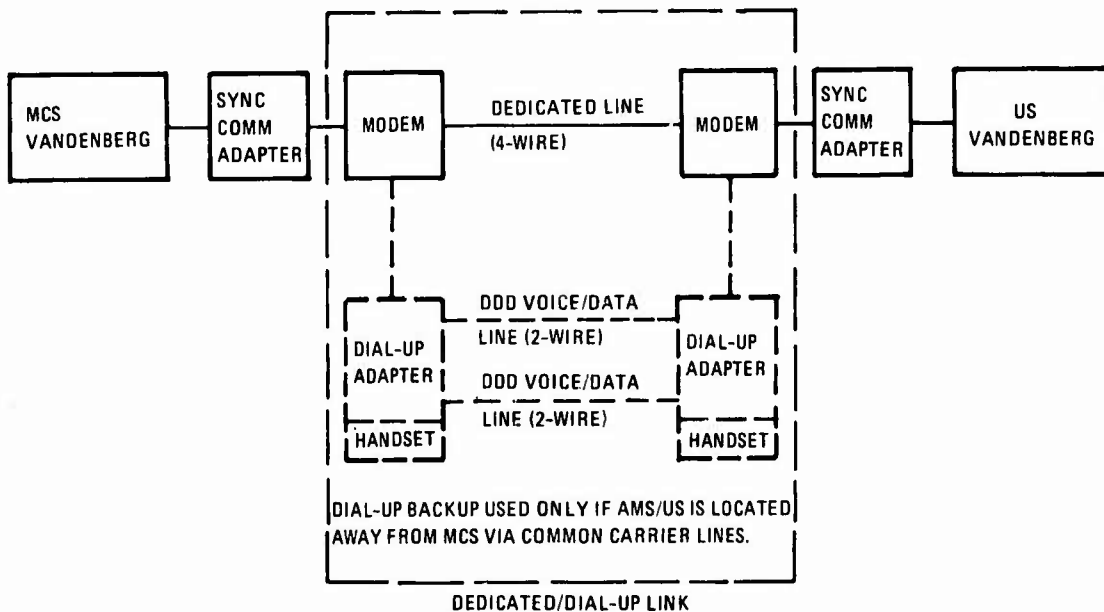 MCS
VANDENBERG
SYNC
COMM
ADAPTER
MODEM
DEDICATED LINE
(4-WIRE)
MODEM
SYNC
COMM
ADAPTER
US
VANDENBERG
DIAL-UP
ADAPTER
HANDSET
DDD VOICE/DATA
LINE (2-WIRE)
DDD VOICE/DATA
LINE (2-WIRE)
DIAL-UP
ADAPTER
HANDSET
DIAL-UP BACKUP USED ONLY IF AMS/US IS LOCATED
AWAY FROM MCS VIA COMMON CARRIER LINES.
DEDICATED/DIAL-UP LINK